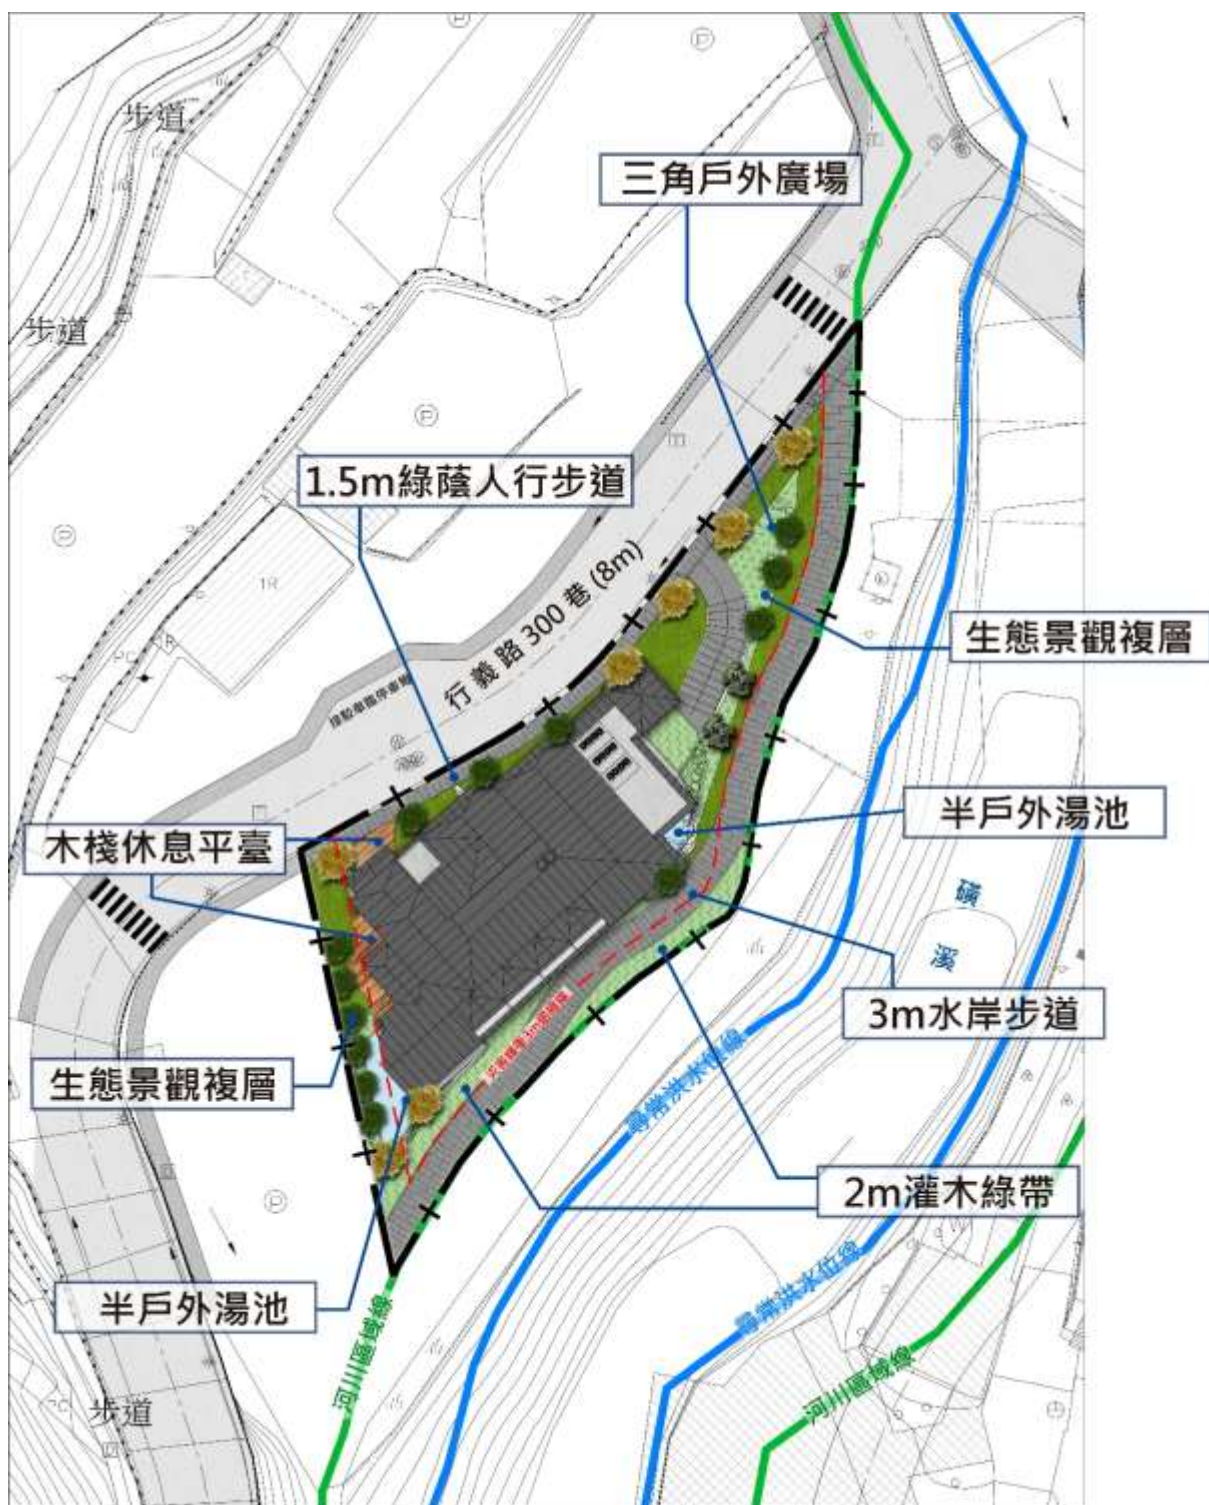 步道
三角戶外廣場
步道
1.5m綠蔭人行步道
行義路300巷(8m)
1R
生態景觀複層
木棧休息平臺
半戶外湯池
磺溪
3m水岸步道
生態景觀複層
尋常洪水位線
2m灌木綠帶
半戶外湯池
尋常洪水位線
河川區域線
河川區域線
步道